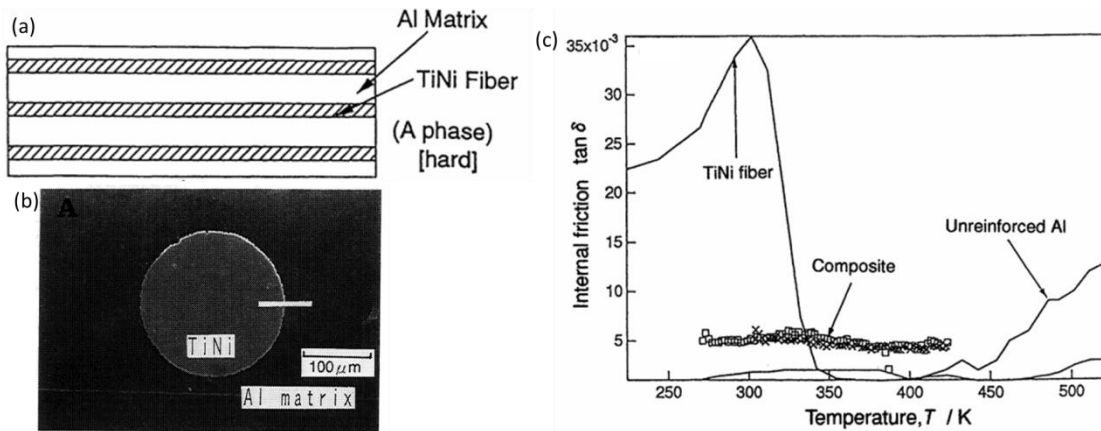 (a)
Al Matrix
TiNi Fiber
(A phase)
[hard]
(b)
A
TiNi
100μm
Al matrix
(c)
Internal friction tan δ
35x10⁻³
30
25
20
15
10
5
TiNi fiber
Composite
Unreinforced Al
250 300 350 400 450 500
Temperature, T / K